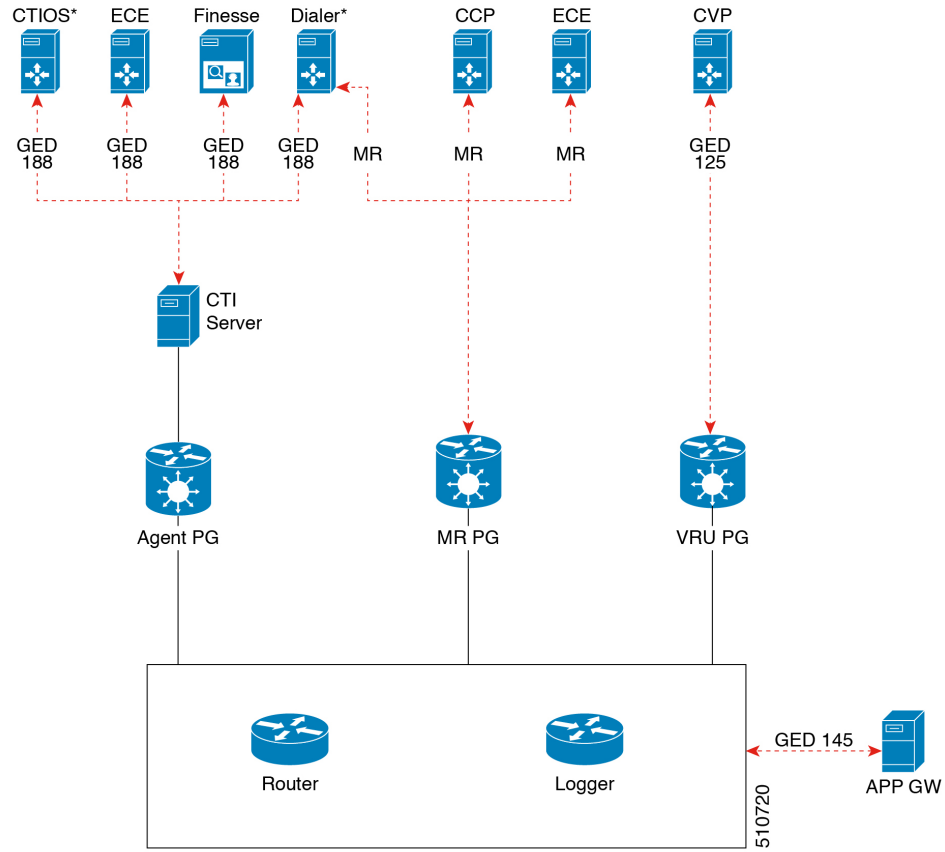 CTIOS*
ECE
Finesse
Dialer*
CCP
ECE
CVP
GED
188
GED
188
GED
188
GED
188
MR
MR
MR
GED
125
CTI
Server
Agent PG
MR PG
VRU PG
Router
Logger
GED 145
APP GW
510720